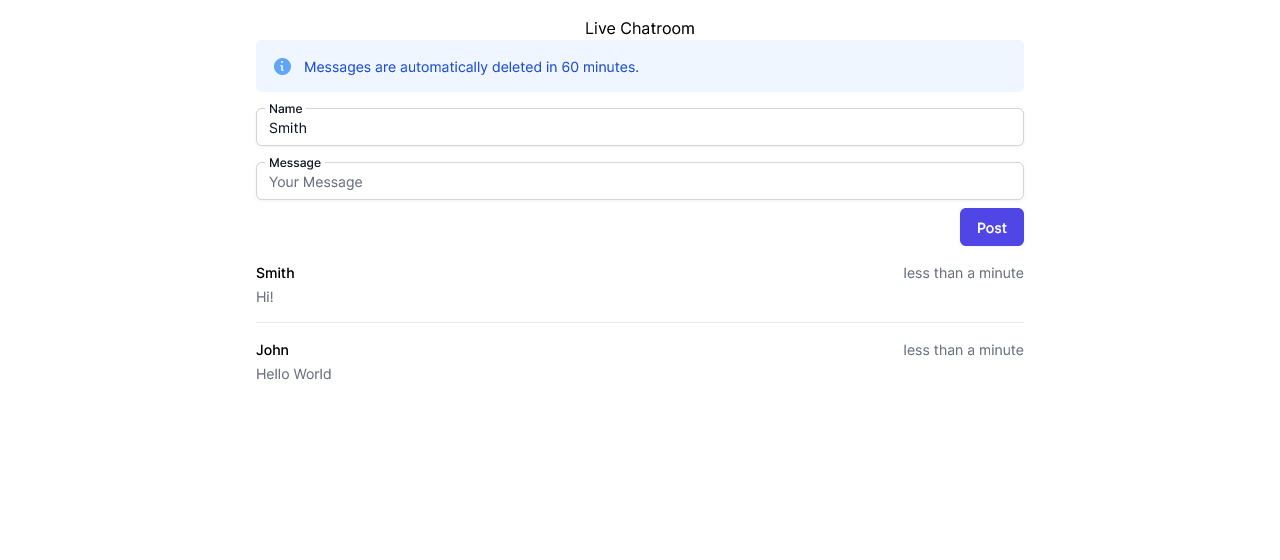 Live Chatroom
Messages are automatically deleted in 60 minutes.
Name
Smith
Message
Your Message
Post
Smith less than a minute
Hi!
John less than a minute
Hello World